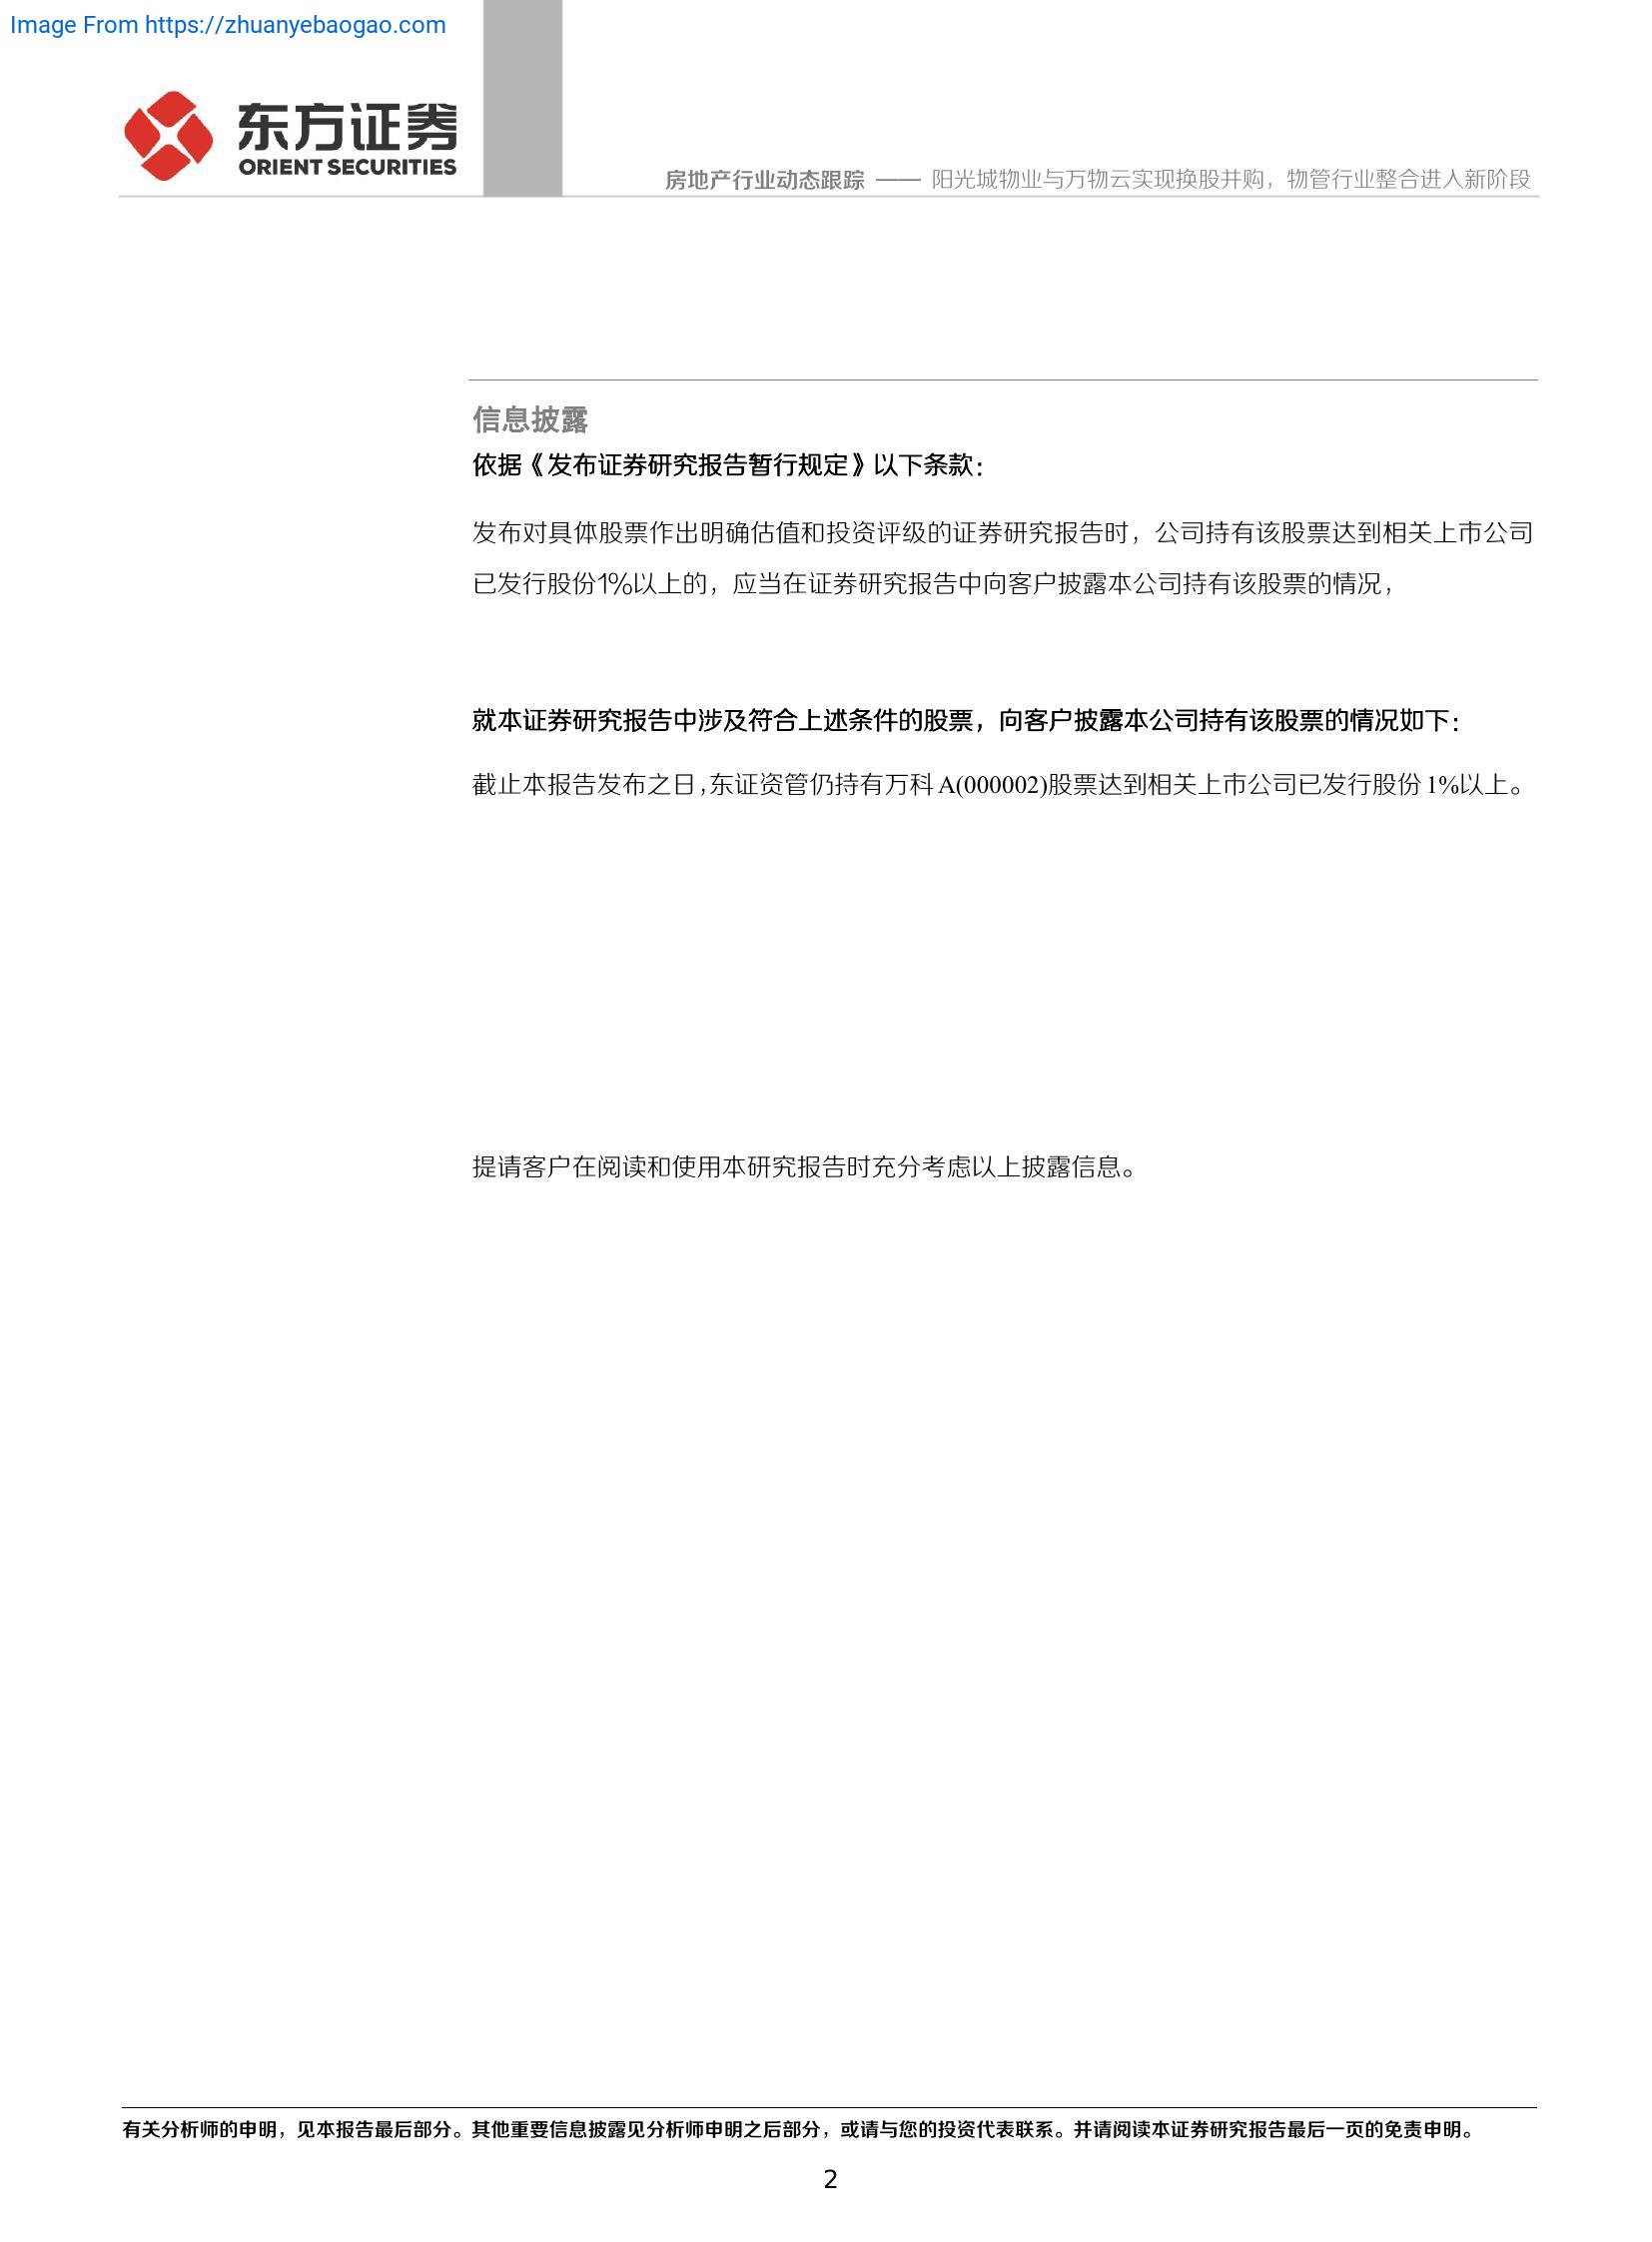 Image From https://zhuanyebaogao.com
东方证券
ORIENT SECURITIES
房地产行业动态跟踪 —— 阳光城物业与万物云实现换股并购，物管行业整合进入新阶段
信息披露
依据《发布证券研究报告暂行规定》以下条款：
发布对具体股票作出明确估值和投资评级的证券研究报告时，公司持有该股票达到相关上市公司
已发行股份1%以上的，应当在证券研究报告中向客户披露本公司持有该股票的情况，
就本证券研究报告中涉及符合上述条件的股票，向客户披露本公司持有该股票的情况如下：
截止本报告发布之日,东证资管仍持有万科 A(000002)股票达到相关上市公司已发行股份 1%以上。
提请客户在阅读和使用本研究报告时充分考虑以上披露信息。
有关分析师的申明，见本报告最后部分。其他重要信息披露见分析师申明之后部分，或请与您的投资代表联系。并请阅读本证券研究报告最后一页的免责申明。
2